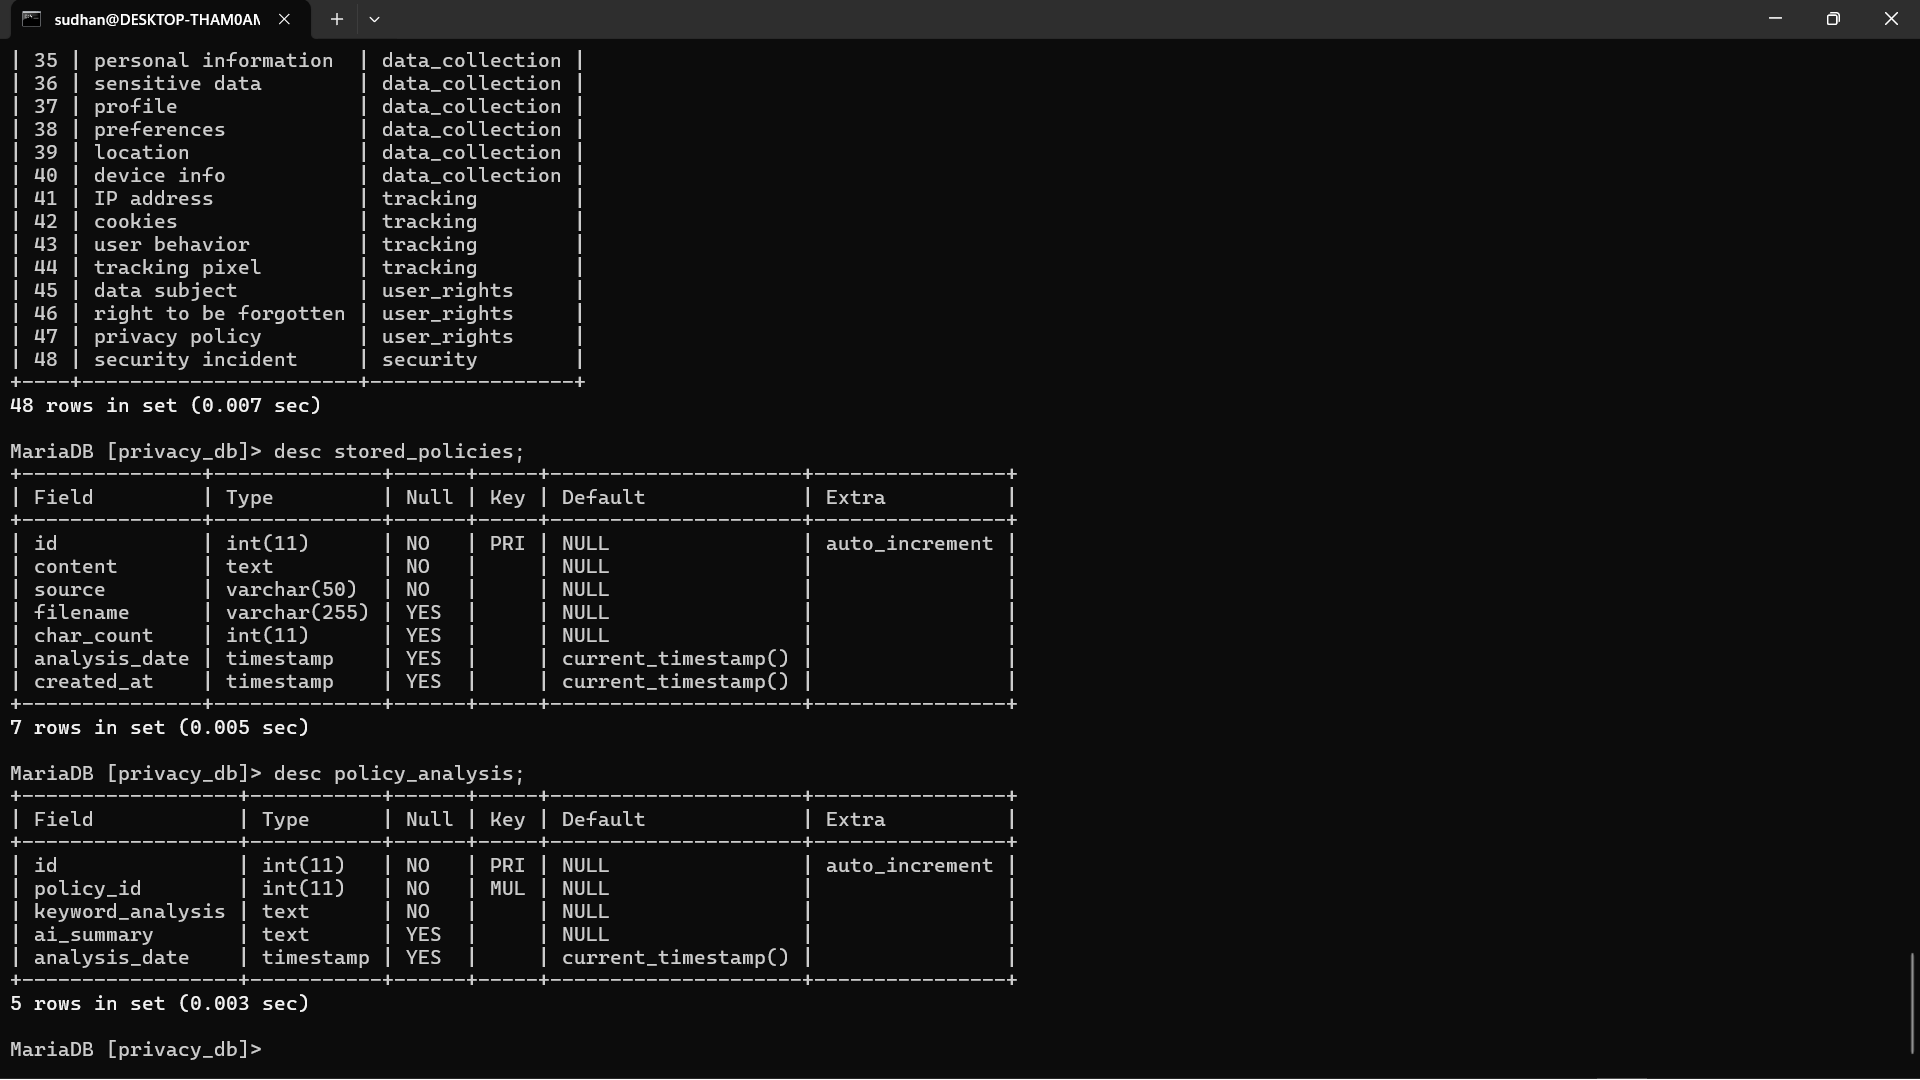 sudhan@DESKTOP-THAM0AM
| 35 | personal information  | data_collection |
| 36 | sensitive data        | data_collection |
| 37 | profile               | data_collection |
| 38 | preferences           | data_collection |
| 39 | location              | data_collection |
| 40 | device info           | data_collection |
| 41 | IP address            | tracking        |
| 42 | cookies               | tracking        |
| 43 | user behavior         | tracking        |
| 44 | tracking pixel        | tracking        |
| 45 | data subject          | user_rights     |
| 46 | right to be forgotten | user_rights     |
| 47 | privacy policy        | user_rights     |
| 48 | security incident     | security        |
+----+-----------------------+-----------------+
48 rows in set (0.007 sec)
MariaDB [privacy_db]> desc stored_policies;
+---------------+--------------+------+-----+---------------------+----------------+
| Field         | Type         | Null | Key | Default             | Extra          |
+---------------+--------------+------+-----+---------------------+----------------+
| id            | int(11)      | NO   | PRI | NULL                | auto_increment |
| content       | text         | NO   |     | NULL                |                |
| source        | varchar(50)  | NO   |     | NULL                |                |
| filename      | varchar(255) | YES  |     | NULL                |                |
| char_count    | int(11)      | YES  |     | NULL                |                |
| analysis_date | timestamp    | YES  |     | current_timestamp() |                |
| created_at    | timestamp    | YES  |     | current_timestamp() |                |
+---------------+--------------+------+-----+---------------------+----------------+
7 rows in set (0.005 sec)
MariaDB [privacy_db]> desc policy_analysis;
+------------------+-----------+------+-----+---------------------+----------------+
| Field            | Type      | Null | Key | Default             | Extra          |
+------------------+-----------+------+-----+---------------------+----------------+
| id               | int(11)   | NO   | PRI | NULL                | auto_increment |
| policy_id        | int(11)   | NO   | MUL | NULL                |                |
| keyword_analysis | text      | NO   |     | NULL                |                |
| ai_summary       | text      | YES  |     | NULL                |                |
| analysis_date    | timestamp | YES  |     | current_timestamp() |                |
+------------------+-----------+------+-----+---------------------+----------------+
5 rows in set (0.003 sec)
MariaDB [privacy_db]>